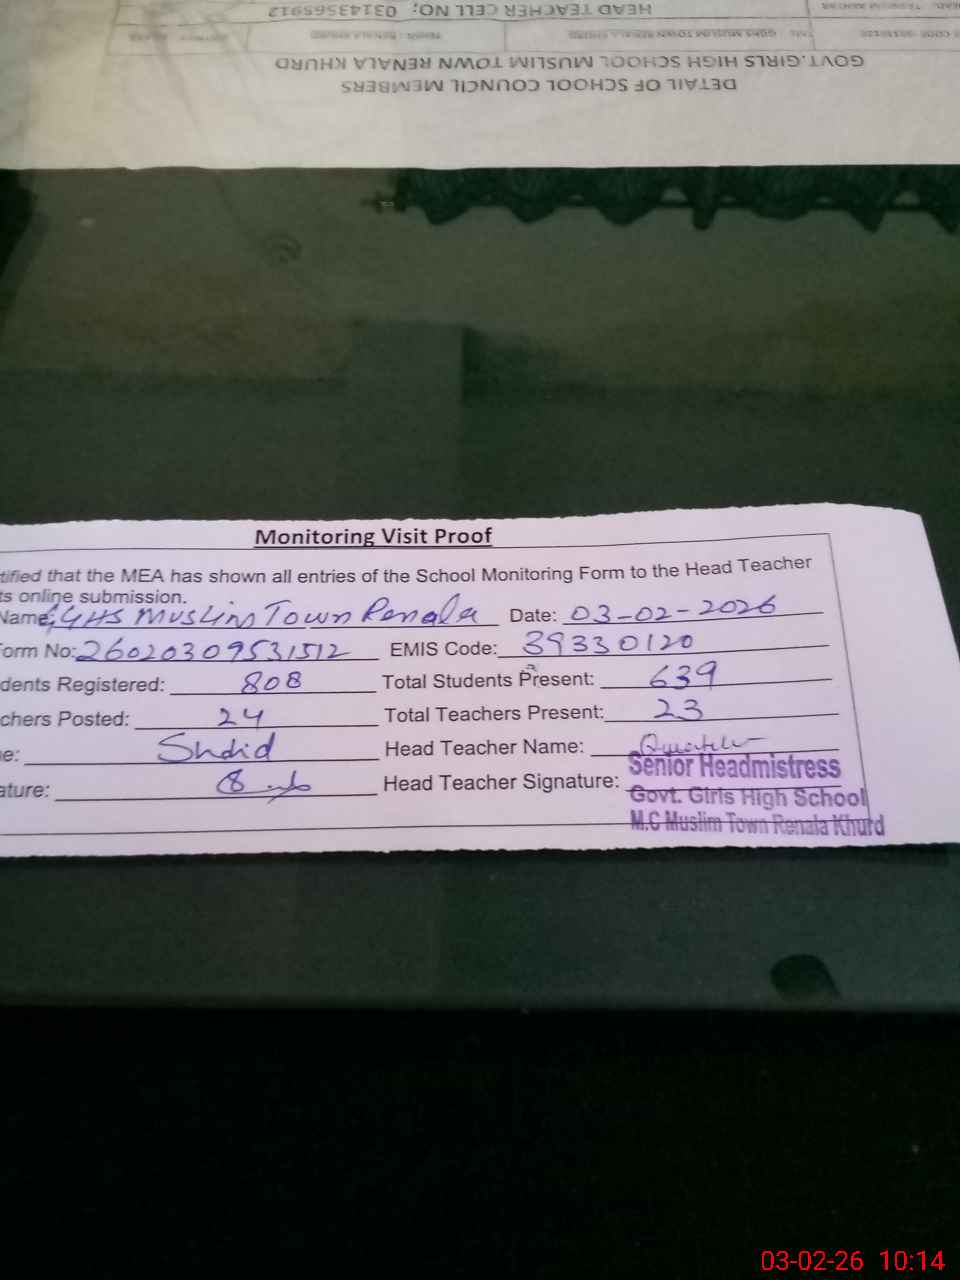 HEAD TEACHER CELL NO; 03143565912
GOVT.GIRLS HIGH SCHOOL MUSLIM TOWN RENALA KHURD
DETAIL OF SCHOOL COUNCIL MEMBERS
Monitoring Visit Proof
tified that the MEA has shown all entries of the School Monitoring Form to the Head Teacher
ts online submission.
Name: GGHS Muslim Town Renala Date: 03-02-2026
orm No: 26020309531512 EMIS Code: 39330120
dents Registered: 808 Total Students Present: 639
chers Posted: 24 Total Teachers Present: 23
e: Shahid Head Teacher Name:
ature: Head Teacher Signature:
Senior Headmistress
Govt. Girls High School
M.C Muslim Town Renala Khurd
03-02-26 10:14